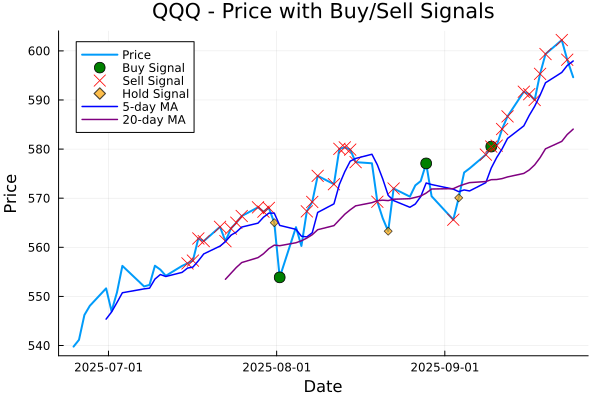 QQQ - Price with Buy/Sell Signals
Price
Buy Signal
Sell Signal
Hold Signal
5-day MA
20-day MA
600
590
580
570
560
550
540
Price
2025-07-01
2025-08-01
2025-09-01
Date